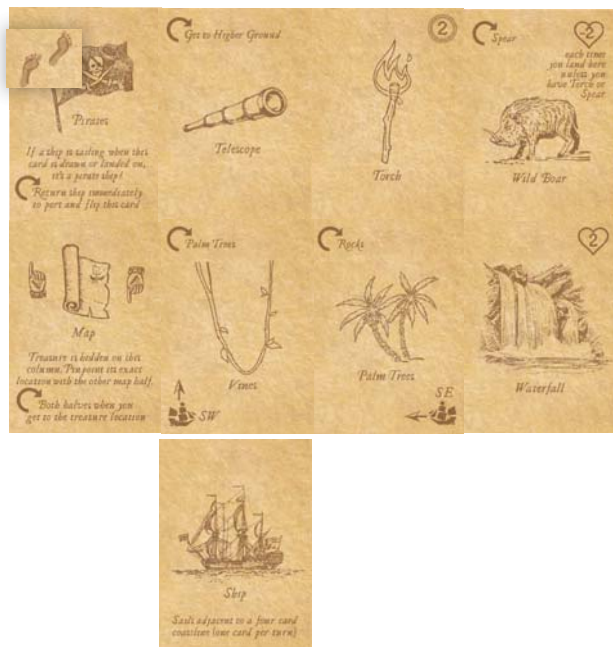 Pirates
If a ship is sailing when this
card is drawn or landed on,
it's a pirate ship!
Return ship immediately
to port and flip this card
Get to Higher Ground
Telescope
2
Torch
Spear
-2
each time
you land here
unless you
have Torch or
Spear
Wild Boar
Map
Treasure is hidden on this
column. Pinpoint its exact
location with the other map half.
Both halves when you
get to the treasure location
Palm Trees
Vines
SW
Rocks
Palm Trees
SE
2
Waterfall
Ship
Sails adjacent to a four card
coastline (one card per turn)